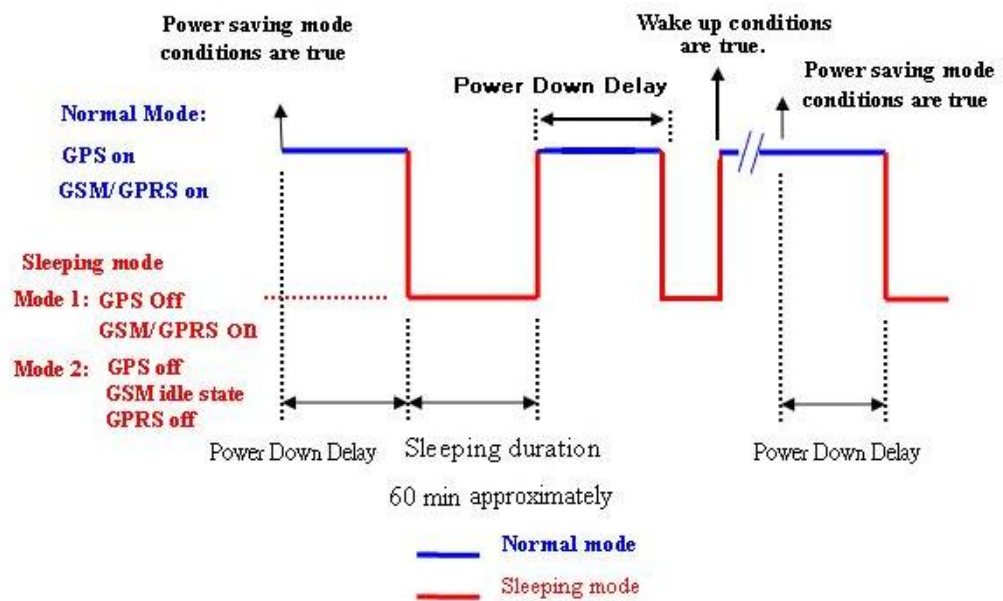 Power saving mode
conditions are true
Wake up conditions
are true.
Power Down Delay
Power saving mode
conditions are true
Normal Mode:
GPS on
GSM/GPRS on
Sleeping mode
Mode 1: GPS Off
GSM/GPRS ON
Mode 2: GPS off
GSM idle state
GPRS off
Power Down Delay
Sleeping duration
60 min approximately
Power Down Delay
Normal mode
Sleeping mode